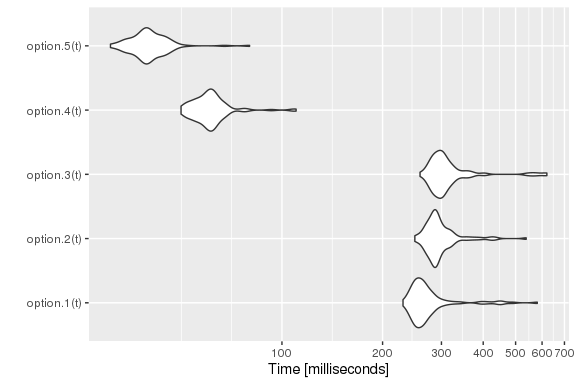 option.5(t)
option.4(t)
option.3(t)
option.2(t)
option.1(t)
100 200 300 400 500 600 700
Time [milliseconds]